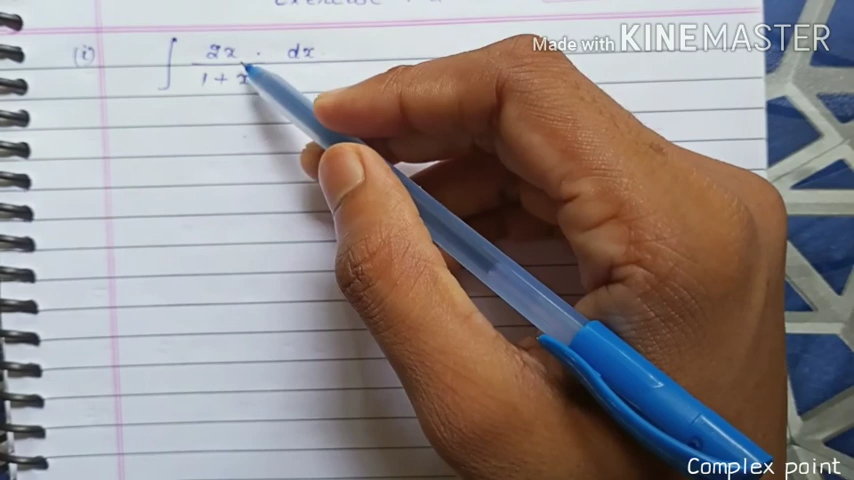 Made with KINEMASTER
(i) ∫ 2x/1+x dx
Complex point